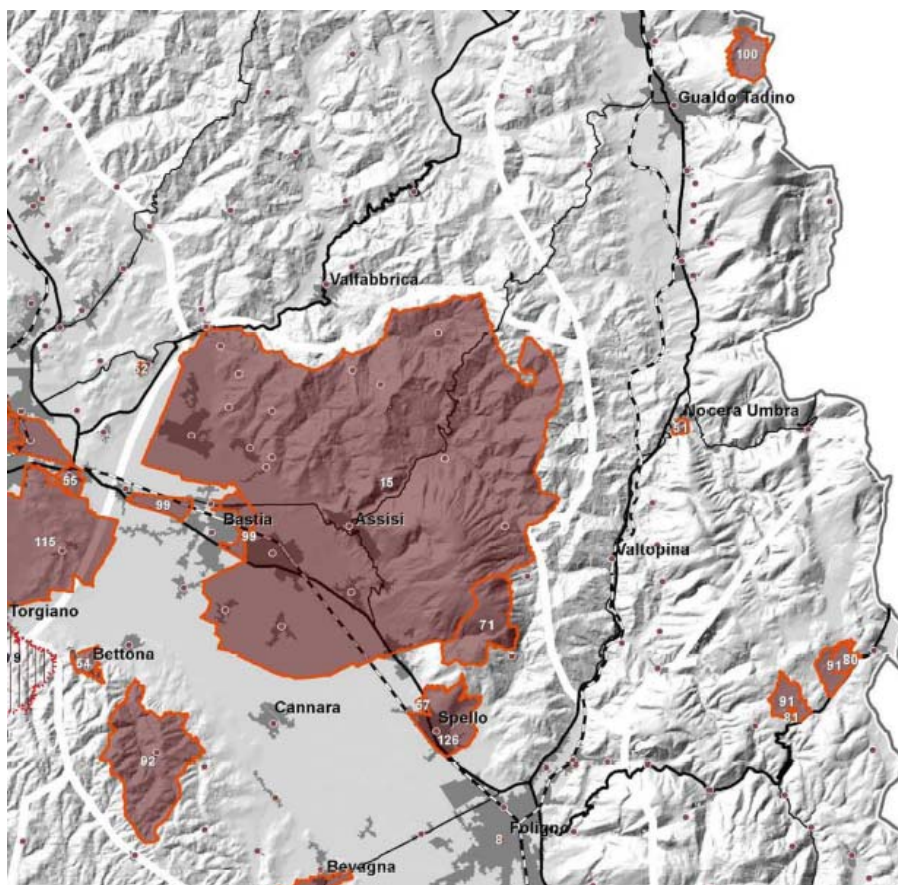 100
Gualdo Tadino
Valfabbrica
Nocera Umbra
51
15
55
99
Bastia
99
Assisi
115
Valtopina
Torgiano
71
54
Bettona
91
80
91
81
57
Cannara
Spello
126
92
Foligno
8
Bevagna